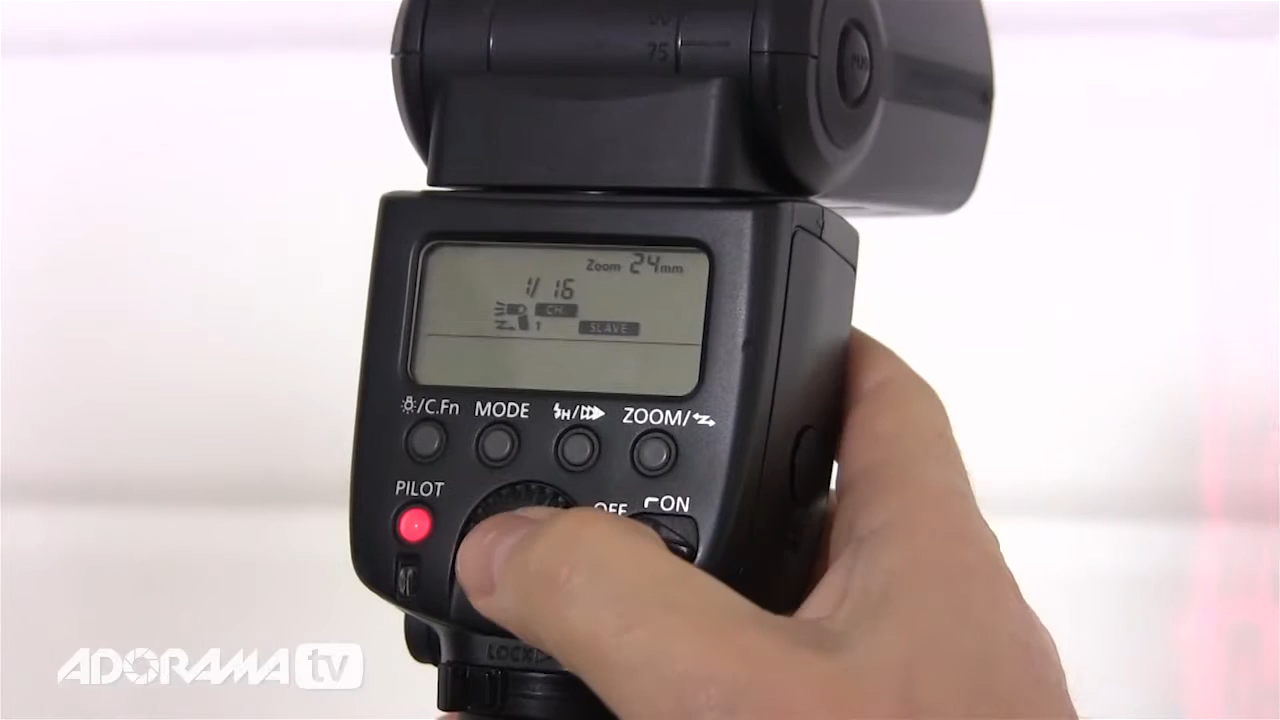 75
Zoom 24mm
1/16
CH.
1
SLAVE
/C.Fn MODE H/ ZOOM/
PILOT
OFF ON
LOCK
ADORAMA tv